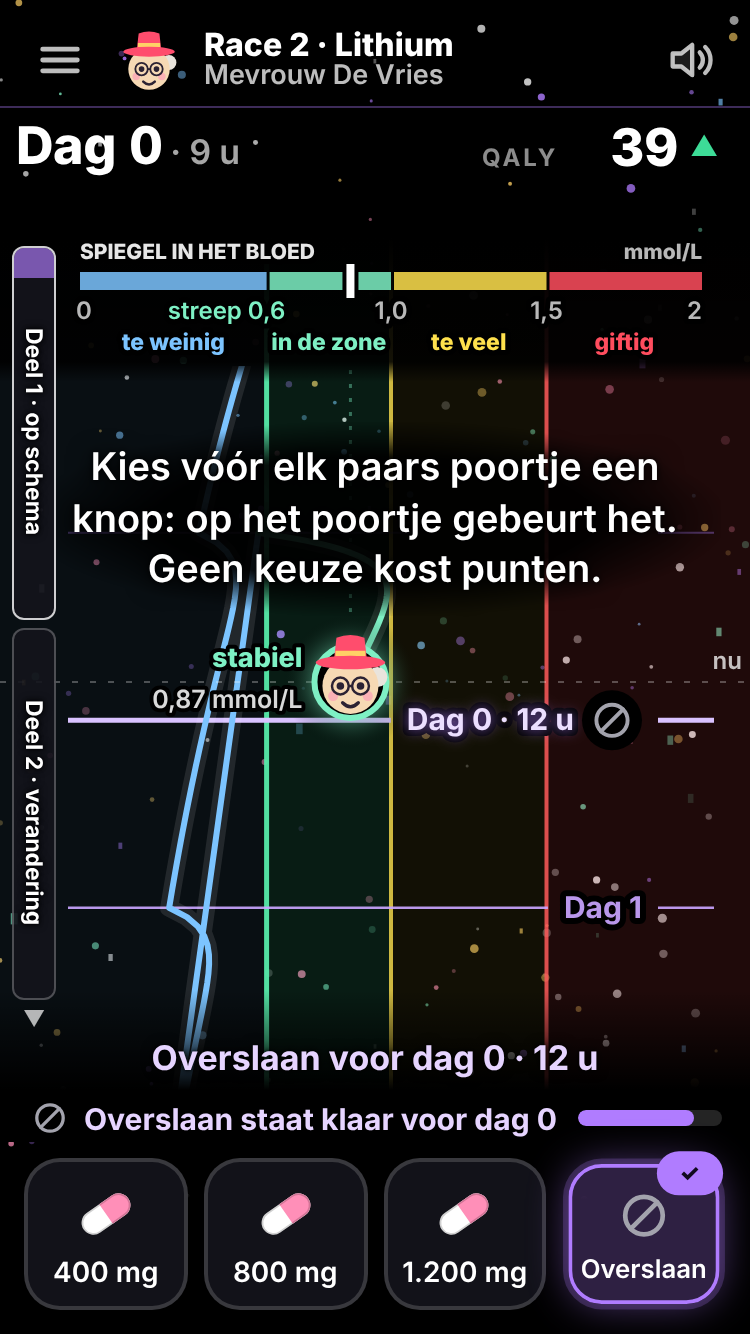 Race 2 · Lithium
Mevrouw De Vries
Dag 0 · 9 u
QALY 39
SPIEGEL IN HET BLOED mmol/L
0 streep 0,6 1,0 1,5 2
te weinig in de zone te veel giftig
Deel 1 · op schema
Kies vóór elk paars poortje een
knop: op het poortje gebeurt het.
Geen keuze kost punten.
stabiel
nu
0,87 mmol/L
Dag 0 · 12 u
Deel 2 · verandering
Dag 1
Overslaan voor dag 0 · 12 u
Overslaan staat klaar voor dag 0
400 mg 800 mg 1.200 mg Overslaan